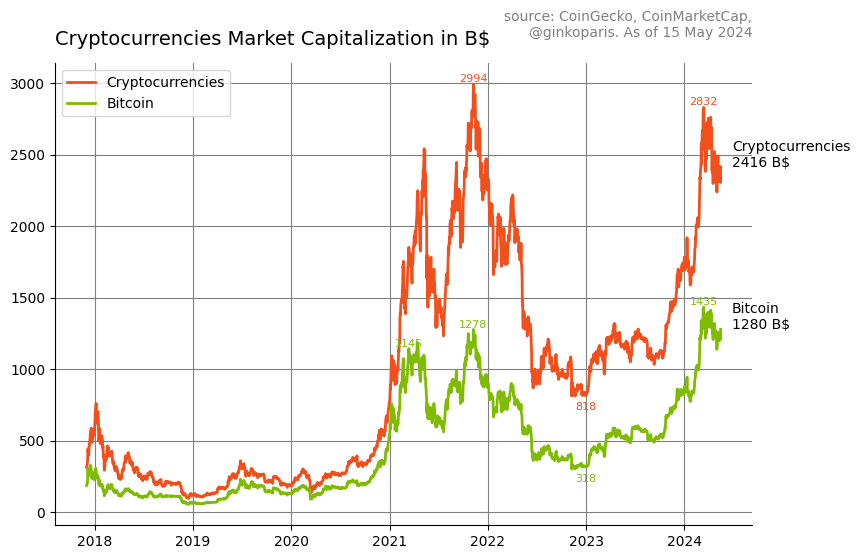 source: CoinGecko, CoinMarketCap,
@ginkoparis. As of 15 May 2024
Cryptocurrencies Market Capitalization in B$
Cryptocurrencies
Bitcoin
3000
2500
2000
1500
1000
500
0
2994
2832
Cryptocurrencies
2416 B$
1435
Bitcoin
1280 B$
1145
1278
818
318
2018
2019
2020
2021
2022
2023
2024